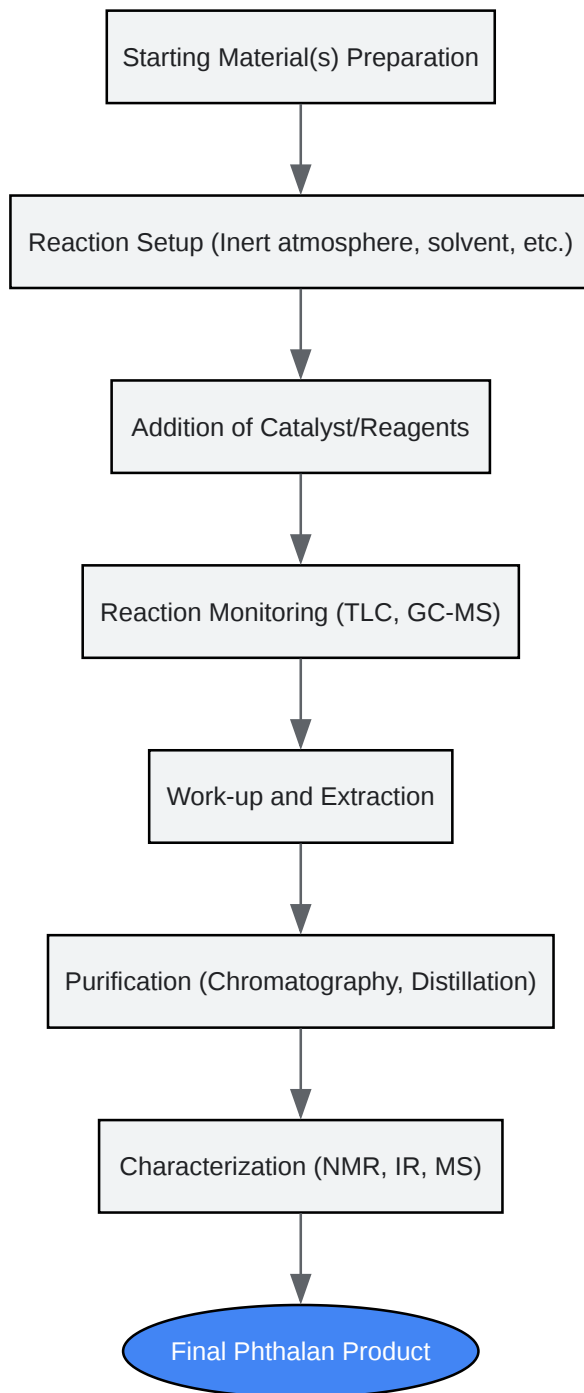 Starting Material(s) Preparation
Reaction Setup (Inert atmosphere, solvent, etc.)
Addition of Catalyst/Reagents
Reaction Monitoring (TLC, GC-MS)
Work-up and Extraction
Purification (Chromatography, Distillation)
Characterization (NMR, IR, MS)
Final Phthalan Product